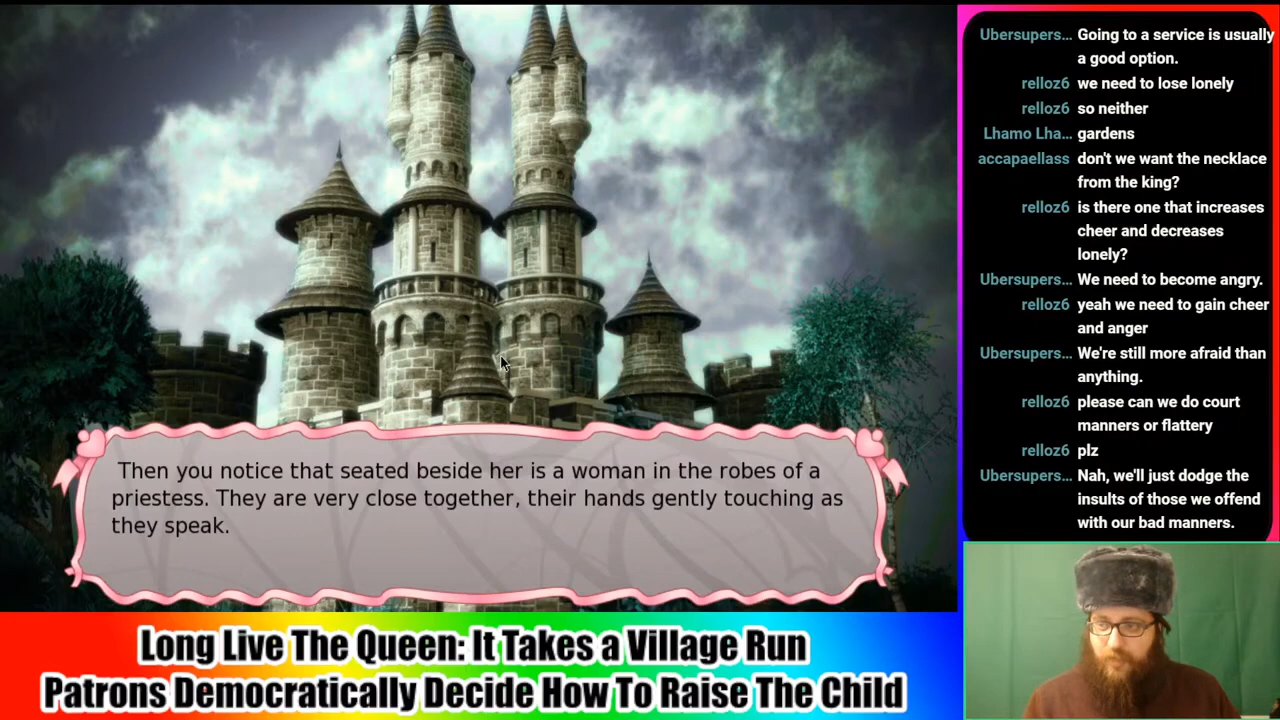 Then you notice that seated beside her is a woman in the robes of a
priestess. They are very close together, their hands gently touching as
they speak.
Long Live The Queen: It Takes a Village Run
Patrons Democratically Decide How To Raise The Child
Ubersupers… Going to a service is usually
a good option.
relloz6 we need to lose lonely
relloz6 so neither
Lhamo Lha… gardens
accapaellass don't we want the necklace
from the king?
relloz6 is there one that increases
cheer and decreases
lonely?
Ubersupers… We need to become angry.
relloz6 yeah we need to gain cheer
and anger
Ubersupers… We're still more afraid than
anything.
relloz6 please can we do court
manners or flattery
relloz6 plz
Ubersupers… Nah, we'll just dodge the
insults of those we offend
with our bad manners.